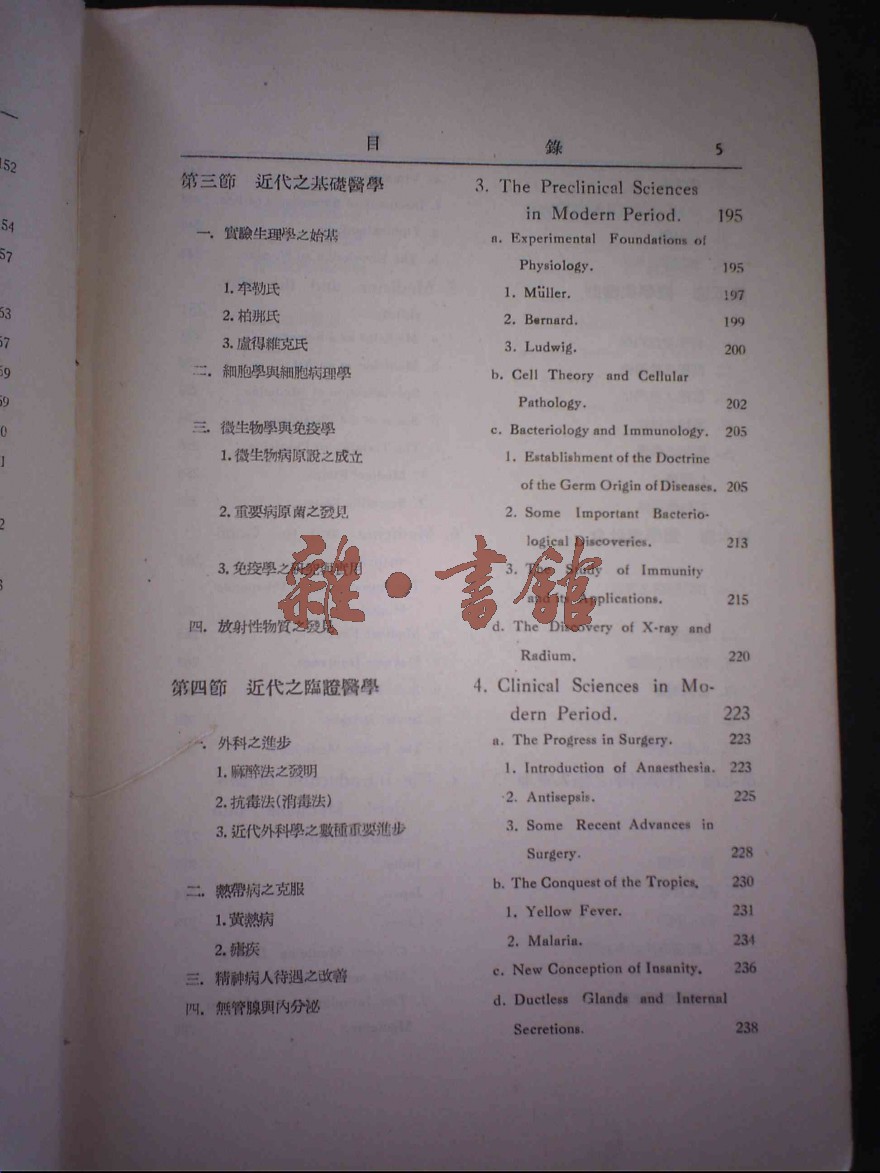 目 錄 5
第三節 近代之基礎醫學 3. The Preclinical Sciences
in Modern Period. 195
一. 實驗生理學之始基 a. Experimental Foundations of
Physiology. 195
1. 牟勒氏 1. Müller. 197
2. 柏那氏 2. Bernard. 199
3. 盧得維克氏 3. Ludwig. 200
二. 細胞學與細胞病理學 b. Cell Theory and Cellular
Pathology. 202
三. 微生物學與免疫學 c. Bacteriology and Immunology. 205
1. 微生物病原說之成立 1. Establishment of the Doctrine
of the Germ Origin of Diseases. 205
2. 重要病原菌之發見 2. Some Important Bacterio-
logical Discoveries. 213
3. 免疫學之研究與實用 3. The Study of Immunity
and its Applications. 215
雜·書館
四. 放射性物質之發見 d. The Discovery of X-ray and
Radium. 220
第四節 近代之臨證醫學 4. Clinical Sciences in Mo-
dern Period. 223
一. 外科之進步 a. The Progress in Surgery. 223
1. 麻醉法之發明 1. Introduction of Anaesthesia. 223
2. 抗毒法(消毒法) 2. Antisepsis. 225
3. 近代外科學之數種重要進步 3. Some Recent Advances in
Surgery. 228
二. 熱帶病之克服 b. The Conquest of the Tropics. 230
1. 黃熱病 1. Yellow Fever. 231
2. 瘧疾 2. Malaria. 234
三. 精神病人待遇之改善 c. New Conception of Insanity. 236
四. 無管腺與內分泌 d. Ductless Glands and Internal
Secretions. 238